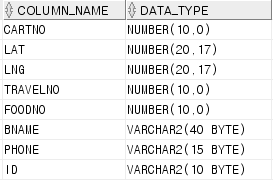 COLUMN_NAME DATA_TYPE
CARTNO NUMBER(10,0)
LAT NUMBER(20,17)
LNG NUMBER(20,17)
TRAVELNO NUMBER(10,0)
FOODNO NUMBER(10,0)
BNAME VARCHAR2(40 BYTE)
PHONE VARCHAR2(15 BYTE)
ID VARCHAR2(10 BYTE)